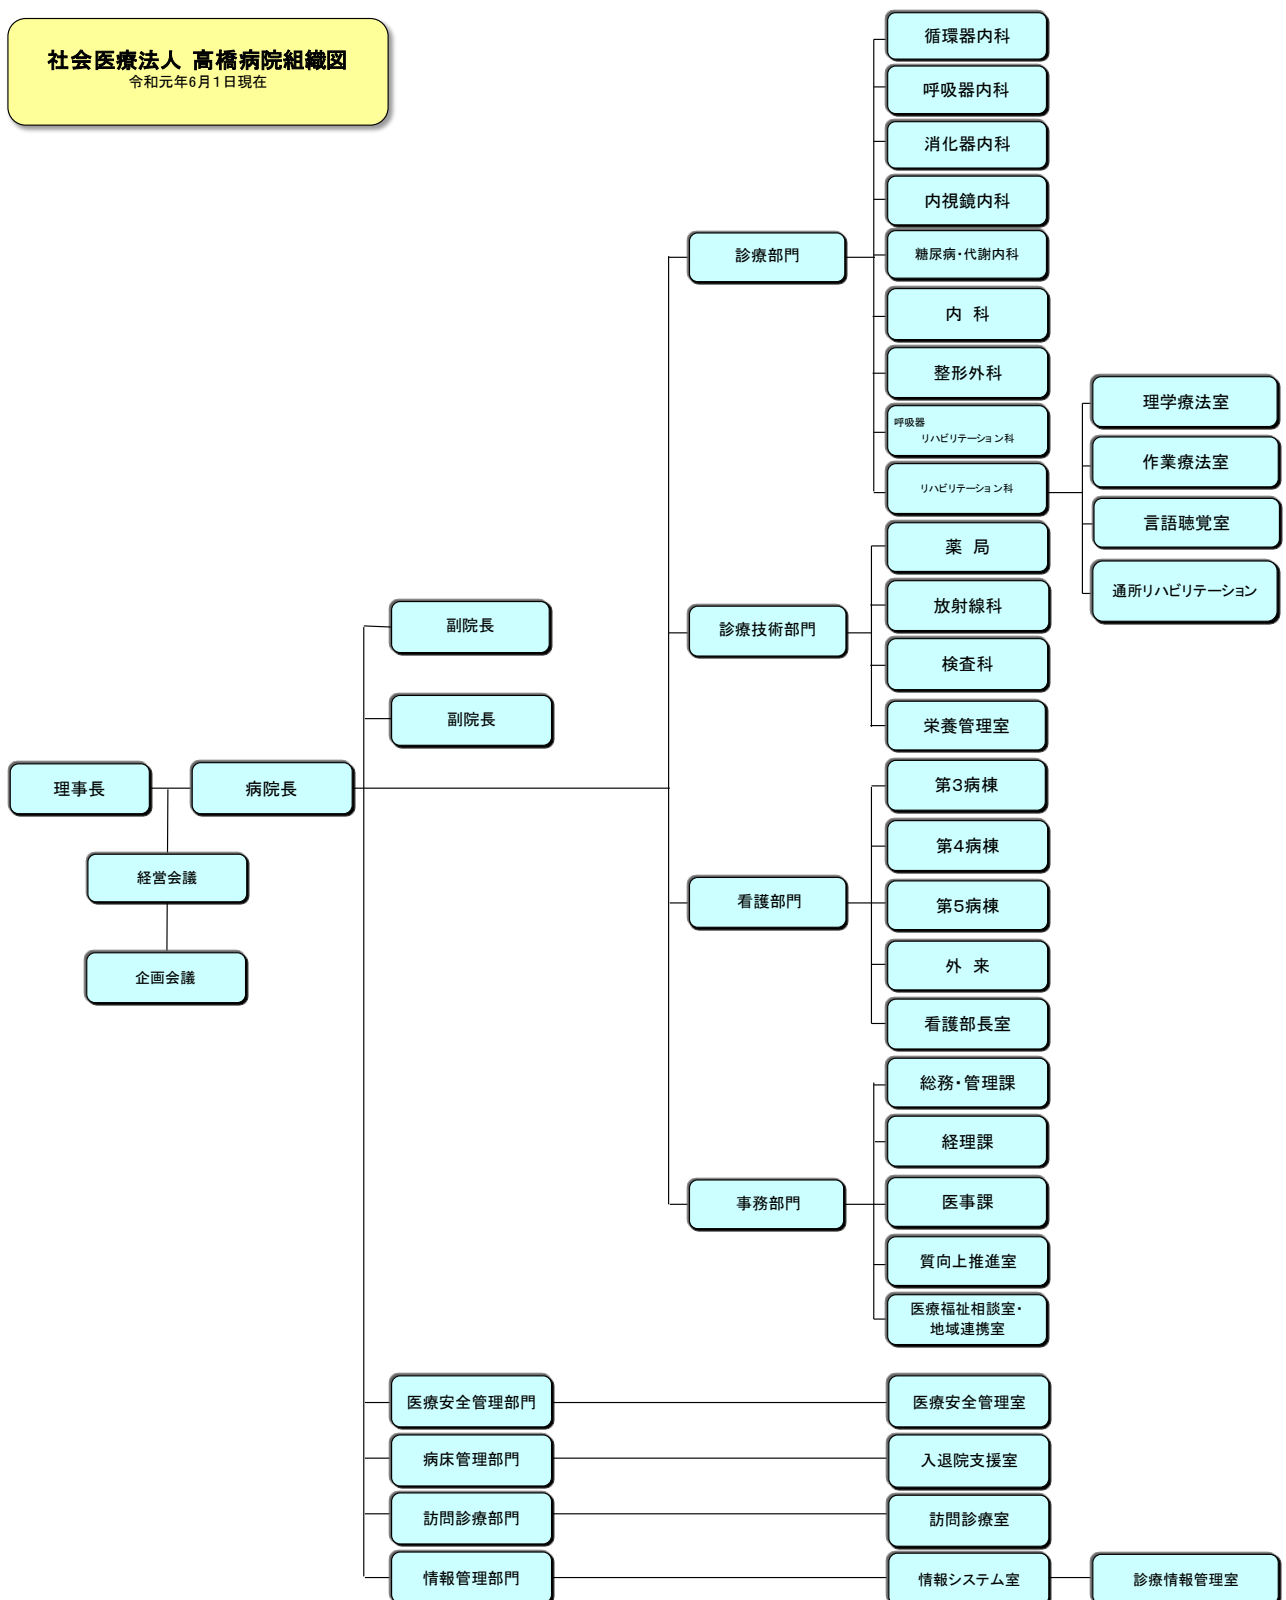 社会医療法人 高橋病院組織図
令和元年6月1日現在
理事長
病院長
経営会議
企画会議
副院長
副院長
診療部門
循環器内科
呼吸器内科
消化器内科
内視鏡内科
糖尿病・代謝内科
内 科
整形外科
呼吸器
リハビリテーション科
リハビリテーション科
理学療法室
作業療法室
言語聴覚室
通所リハビリテーション
診療技術部門
薬 局
放射線科
検査科
栄養管理室
看護部門
第3病棟
第4病棟
第5病棟
外 来
看護部長室
事務部門
総務・管理課
経理課
医事課
質向上推進室
医療福祉相談室・
地域連携室
医療安全管理部門
医療安全管理室
病床管理部門
入退院支援室
訪問診療部門
訪問診療室
情報管理部門
情報システム室
診療情報管理室